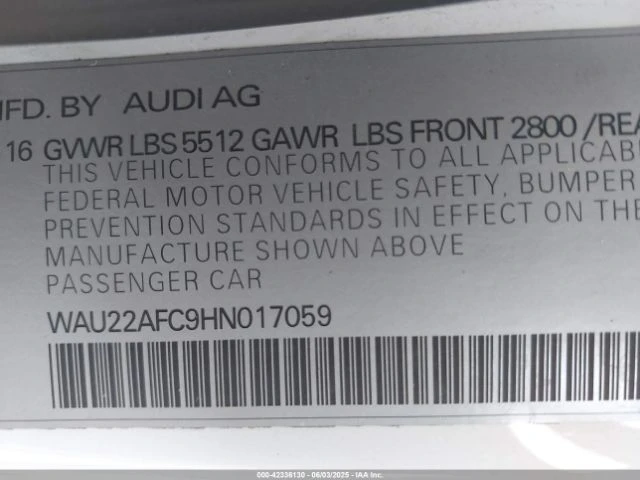 MFD. BY AUDI AG
16 GVWR LBS 5512 GAWR LBS FRONT 2800 /REA
THIS VEHICLE CONFORMS TO ALL APPLICAB
FEDERAL MOTOR VEHICLE SAFETY, BUMPER
PREVENTION STANDARDS IN EFFECT ON THE
MANUFACTURE SHOWN ABOVE
PASSENGER CAR
WAU22AFC9HN017059
000-42336130 - 06/03/2025 - IAA Inc.